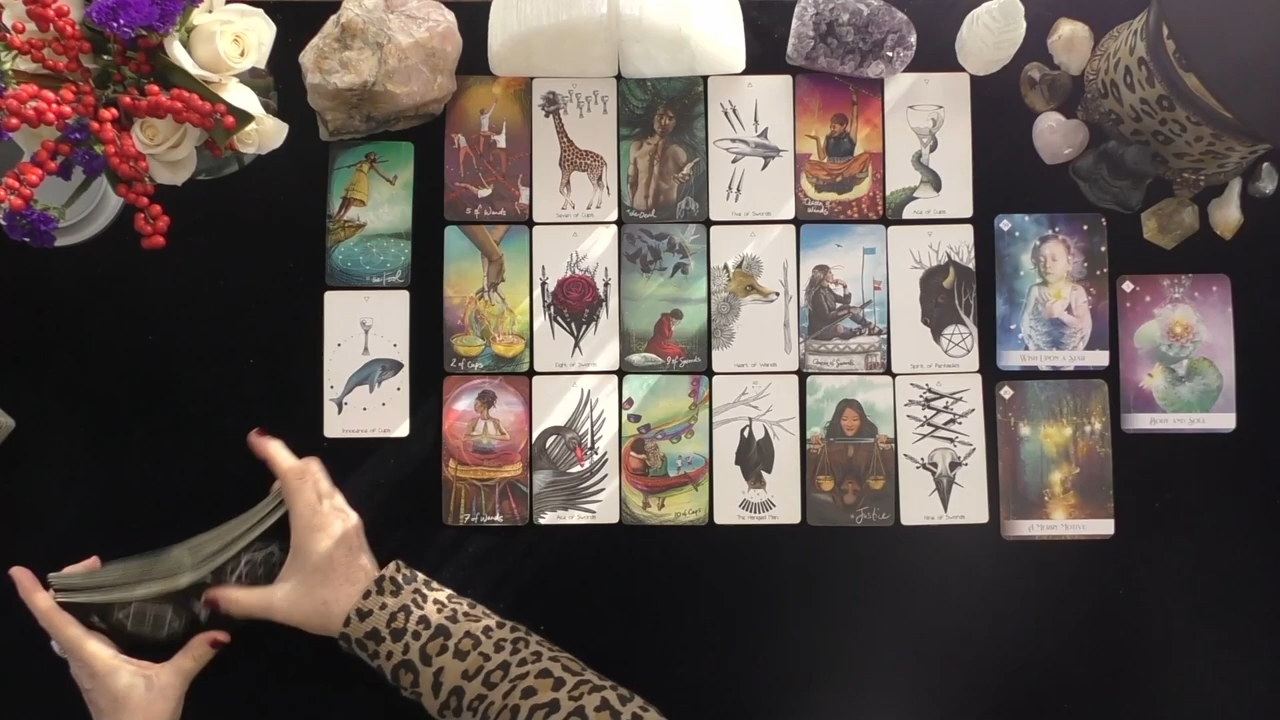 5 of Wands
Seven of Cups
the Devil
Five of Swords
Queen of Wands
Ace of Cups
the Fool
2 of Cups
Eight of Swords
9 of Swords
Heart of Wands
Queen of Swords
Spirit of Pentacles
Wish Upon a Star
Innocence of Cups
Body and Soul
7 of Wands
Ace of Swords
10 of Cups
The Hanged Man
Justice
Nine of Swords
A Merry Motive